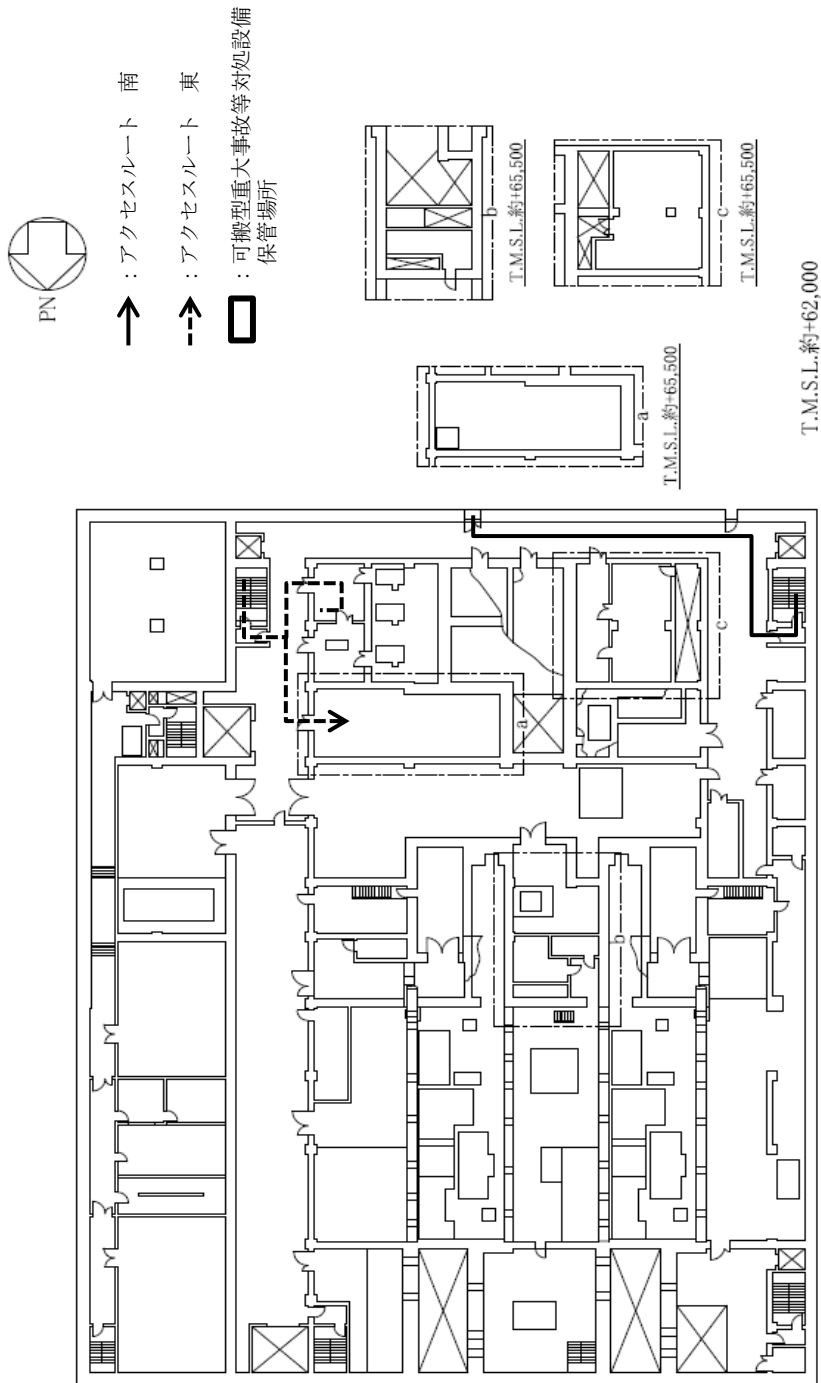 PN
：アクセスルート 南
：アクセスルート 東
：可搬型重大事故等対処設備
保管場所
b
T.M.S.L.約+65,500
c
T.M.S.L.約+65,500
a
T.M.S.L.約+65,500
T.M.S.L.約+62,000
a
b
c